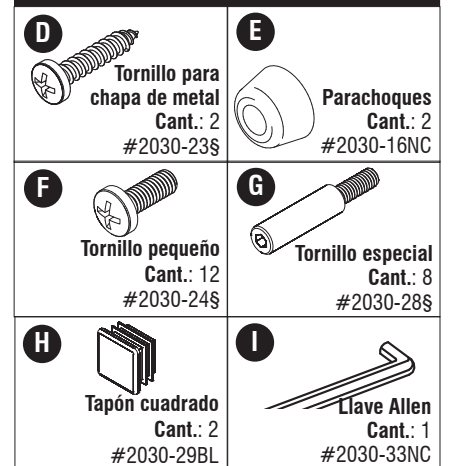 D
Tornillo para
chapa de metal
Cant.: 2
#2030-23§
E
Parachoques
Cant.: 2
#2030-16NC
F
Tornillo pequeño
Cant.: 12
#2030-24§
G
Tornillo especial
Cant.: 8
#2030-28§
H
Tapón cuadrado
Cant.: 2
#2030-29BL
I
Llave Allen
Cant.: 1
#2030-33NC